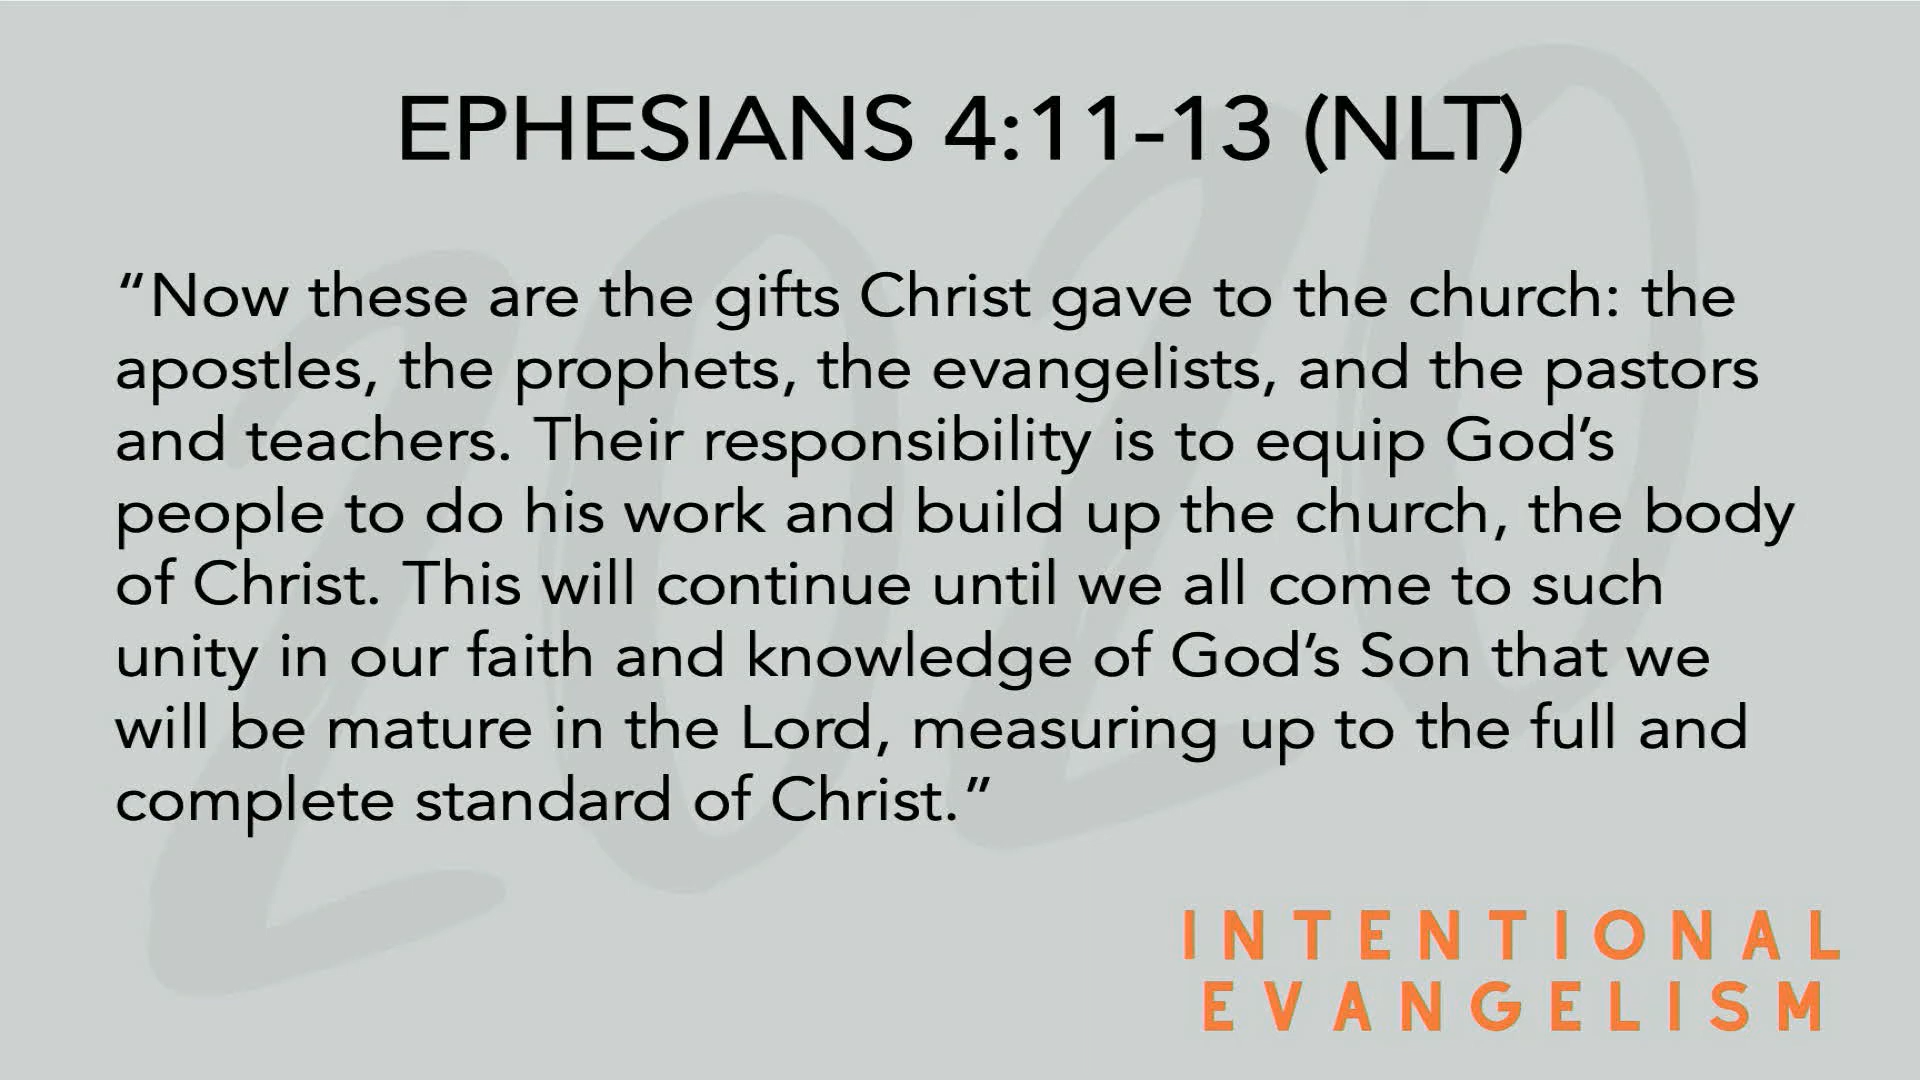 EPHESIANS 4:11-13 (NLT)
“Now these are the gifts Christ gave to the church: the
apostles, the prophets, the evangelists, and the pastors
and teachers. Their responsibility is to equip God’s
people to do his work and build up the church, the body
of Christ. This will continue until we all come to such
unity in our faith and knowledge of God’s Son that we
will be mature in the Lord, measuring up to the full and
complete standard of Christ.”
INTENTIONAL
EVANGELISM
2020